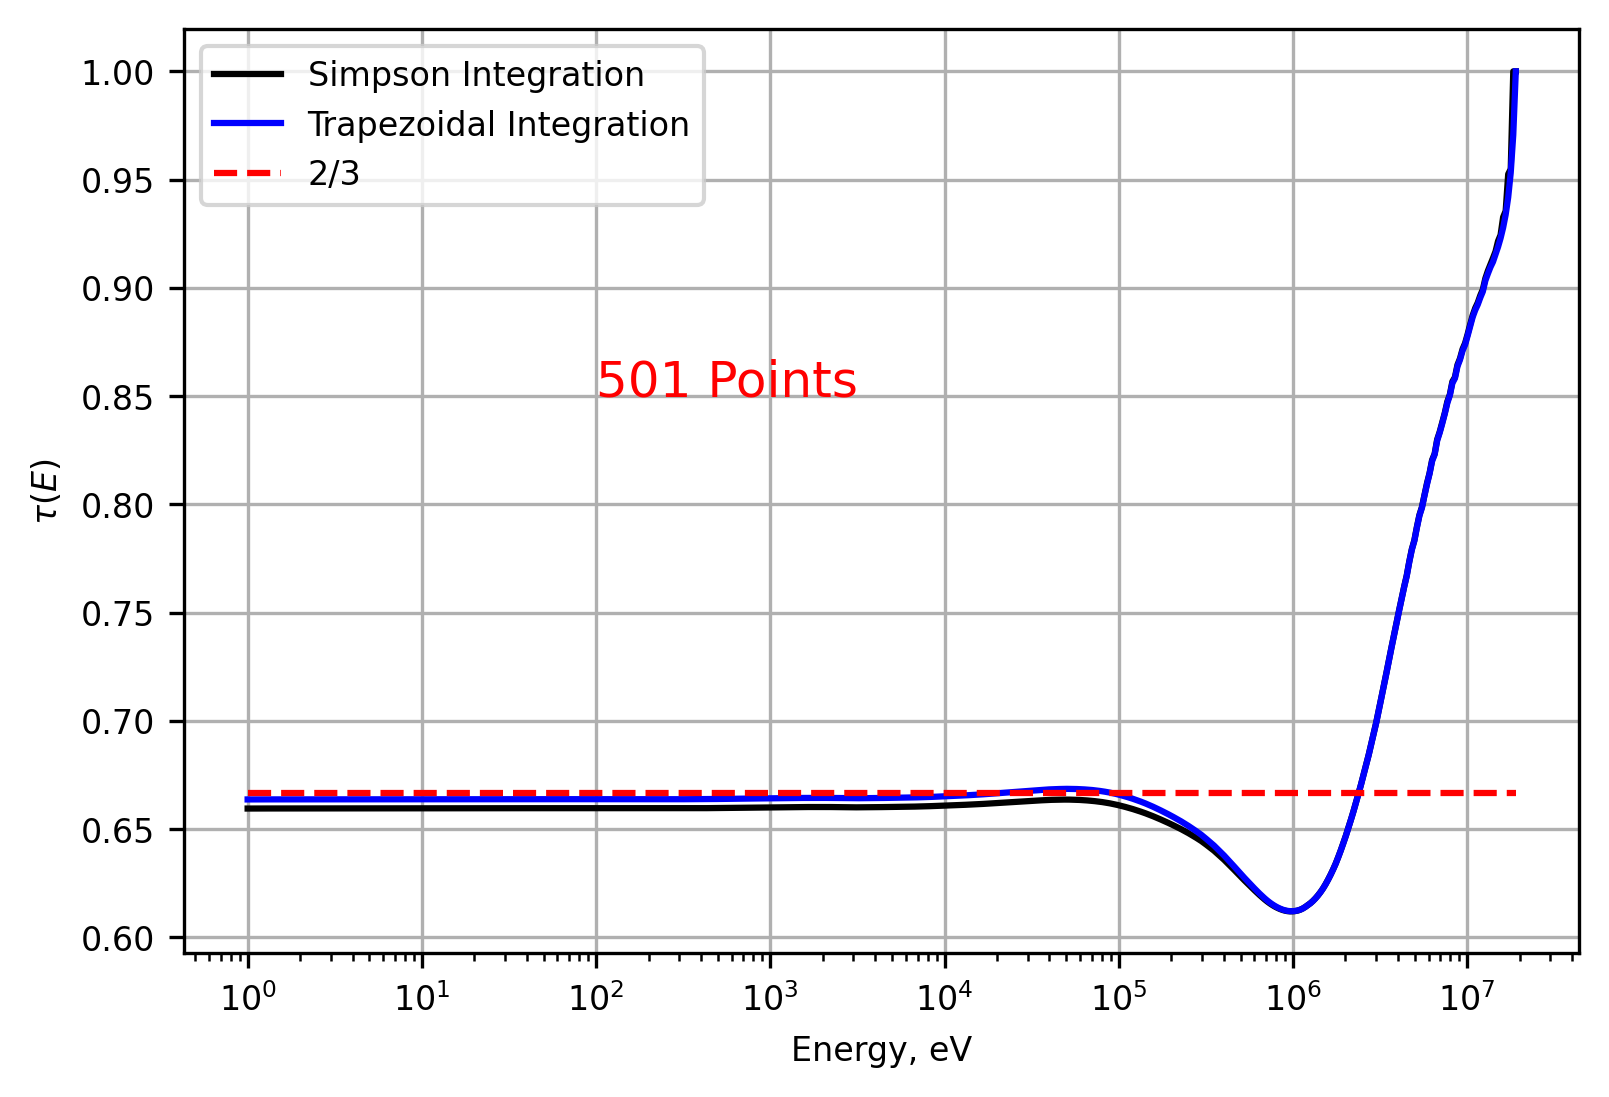 Simpson Integration
Trapezoidal Integration
2/3
501 Points
1.00
0.95
0.90
0.85
0.80
0.75
0.70
0.65
0.60
τ(E)
10⁰ 10¹ 10² 10³ 10⁴ 10⁵ 10⁶ 10⁷
Energy, eV